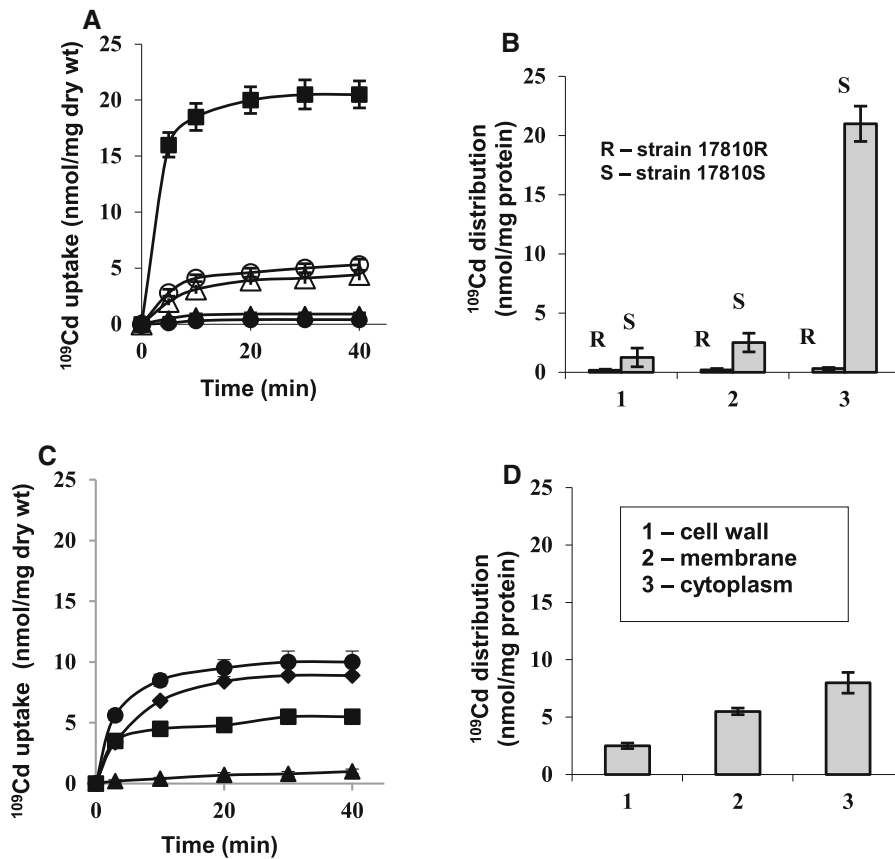 A
¹⁰⁹Cd uptake (nmol/mg dry wt)
25
20
15
10
5
0
0
20
40
Time (min)
B
¹⁰⁹Cd distribution
(nmol/mg protein)
25
20
15
10
5
0
R – strain 17810R
S – strain 17810S
R
S
R
S
R
S
1
2
3
C
¹⁰⁹Cd uptake (nmol/mg dry wt)
25
20
15
10
5
0
0
20
40
Time (min)
D
¹⁰⁹Cd distribution
(nmol/mg protein)
25
20
15
10
5
0
1 – cell wall
2 – membrane
3 – cytoplasm
1
2
3